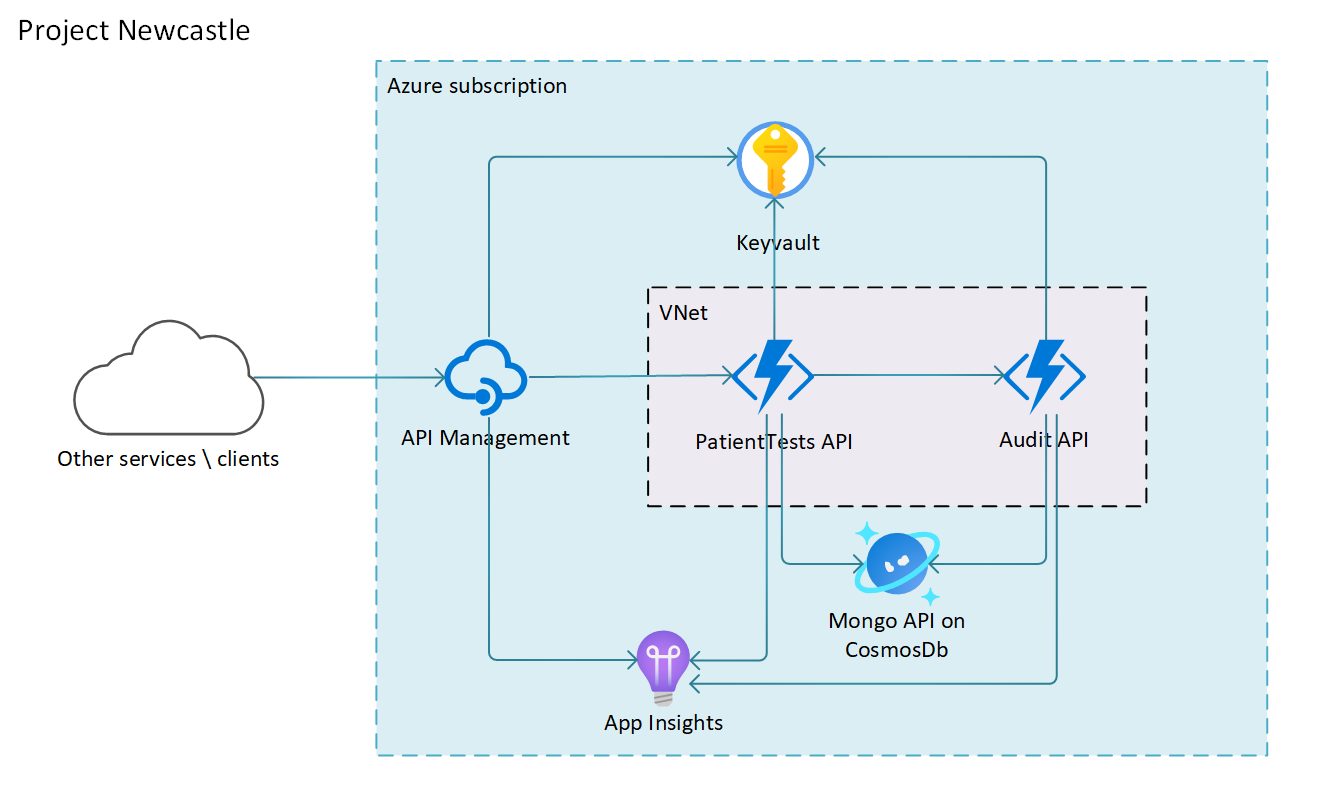 Project Newcastle
Azure subscription
Keyvault
VNet
API Management
PatientTests API
Audit API
Other services \ clients
Mongo API on
CosmosDb
App Insights